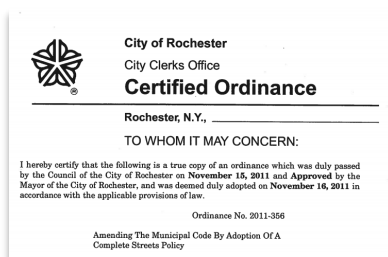 City of Rochester
City Clerks Office
Certified Ordinance
Rochester, N.Y., 
TO WHOM IT MAY CONCERN:
I hereby certify that the following is a true copy of an ordinance which was duly passed
by the Council of the City of Rochester on November 15, 2011 and Approved by the
Mayor of the City of Rochester, and was deemed duly adopted on November 16, 2011 in
accordance with the applicable provisions of law.
Ordinance No. 2011-356
Amending The Municipal Code By Adoption Of A
Complete Streets Policy